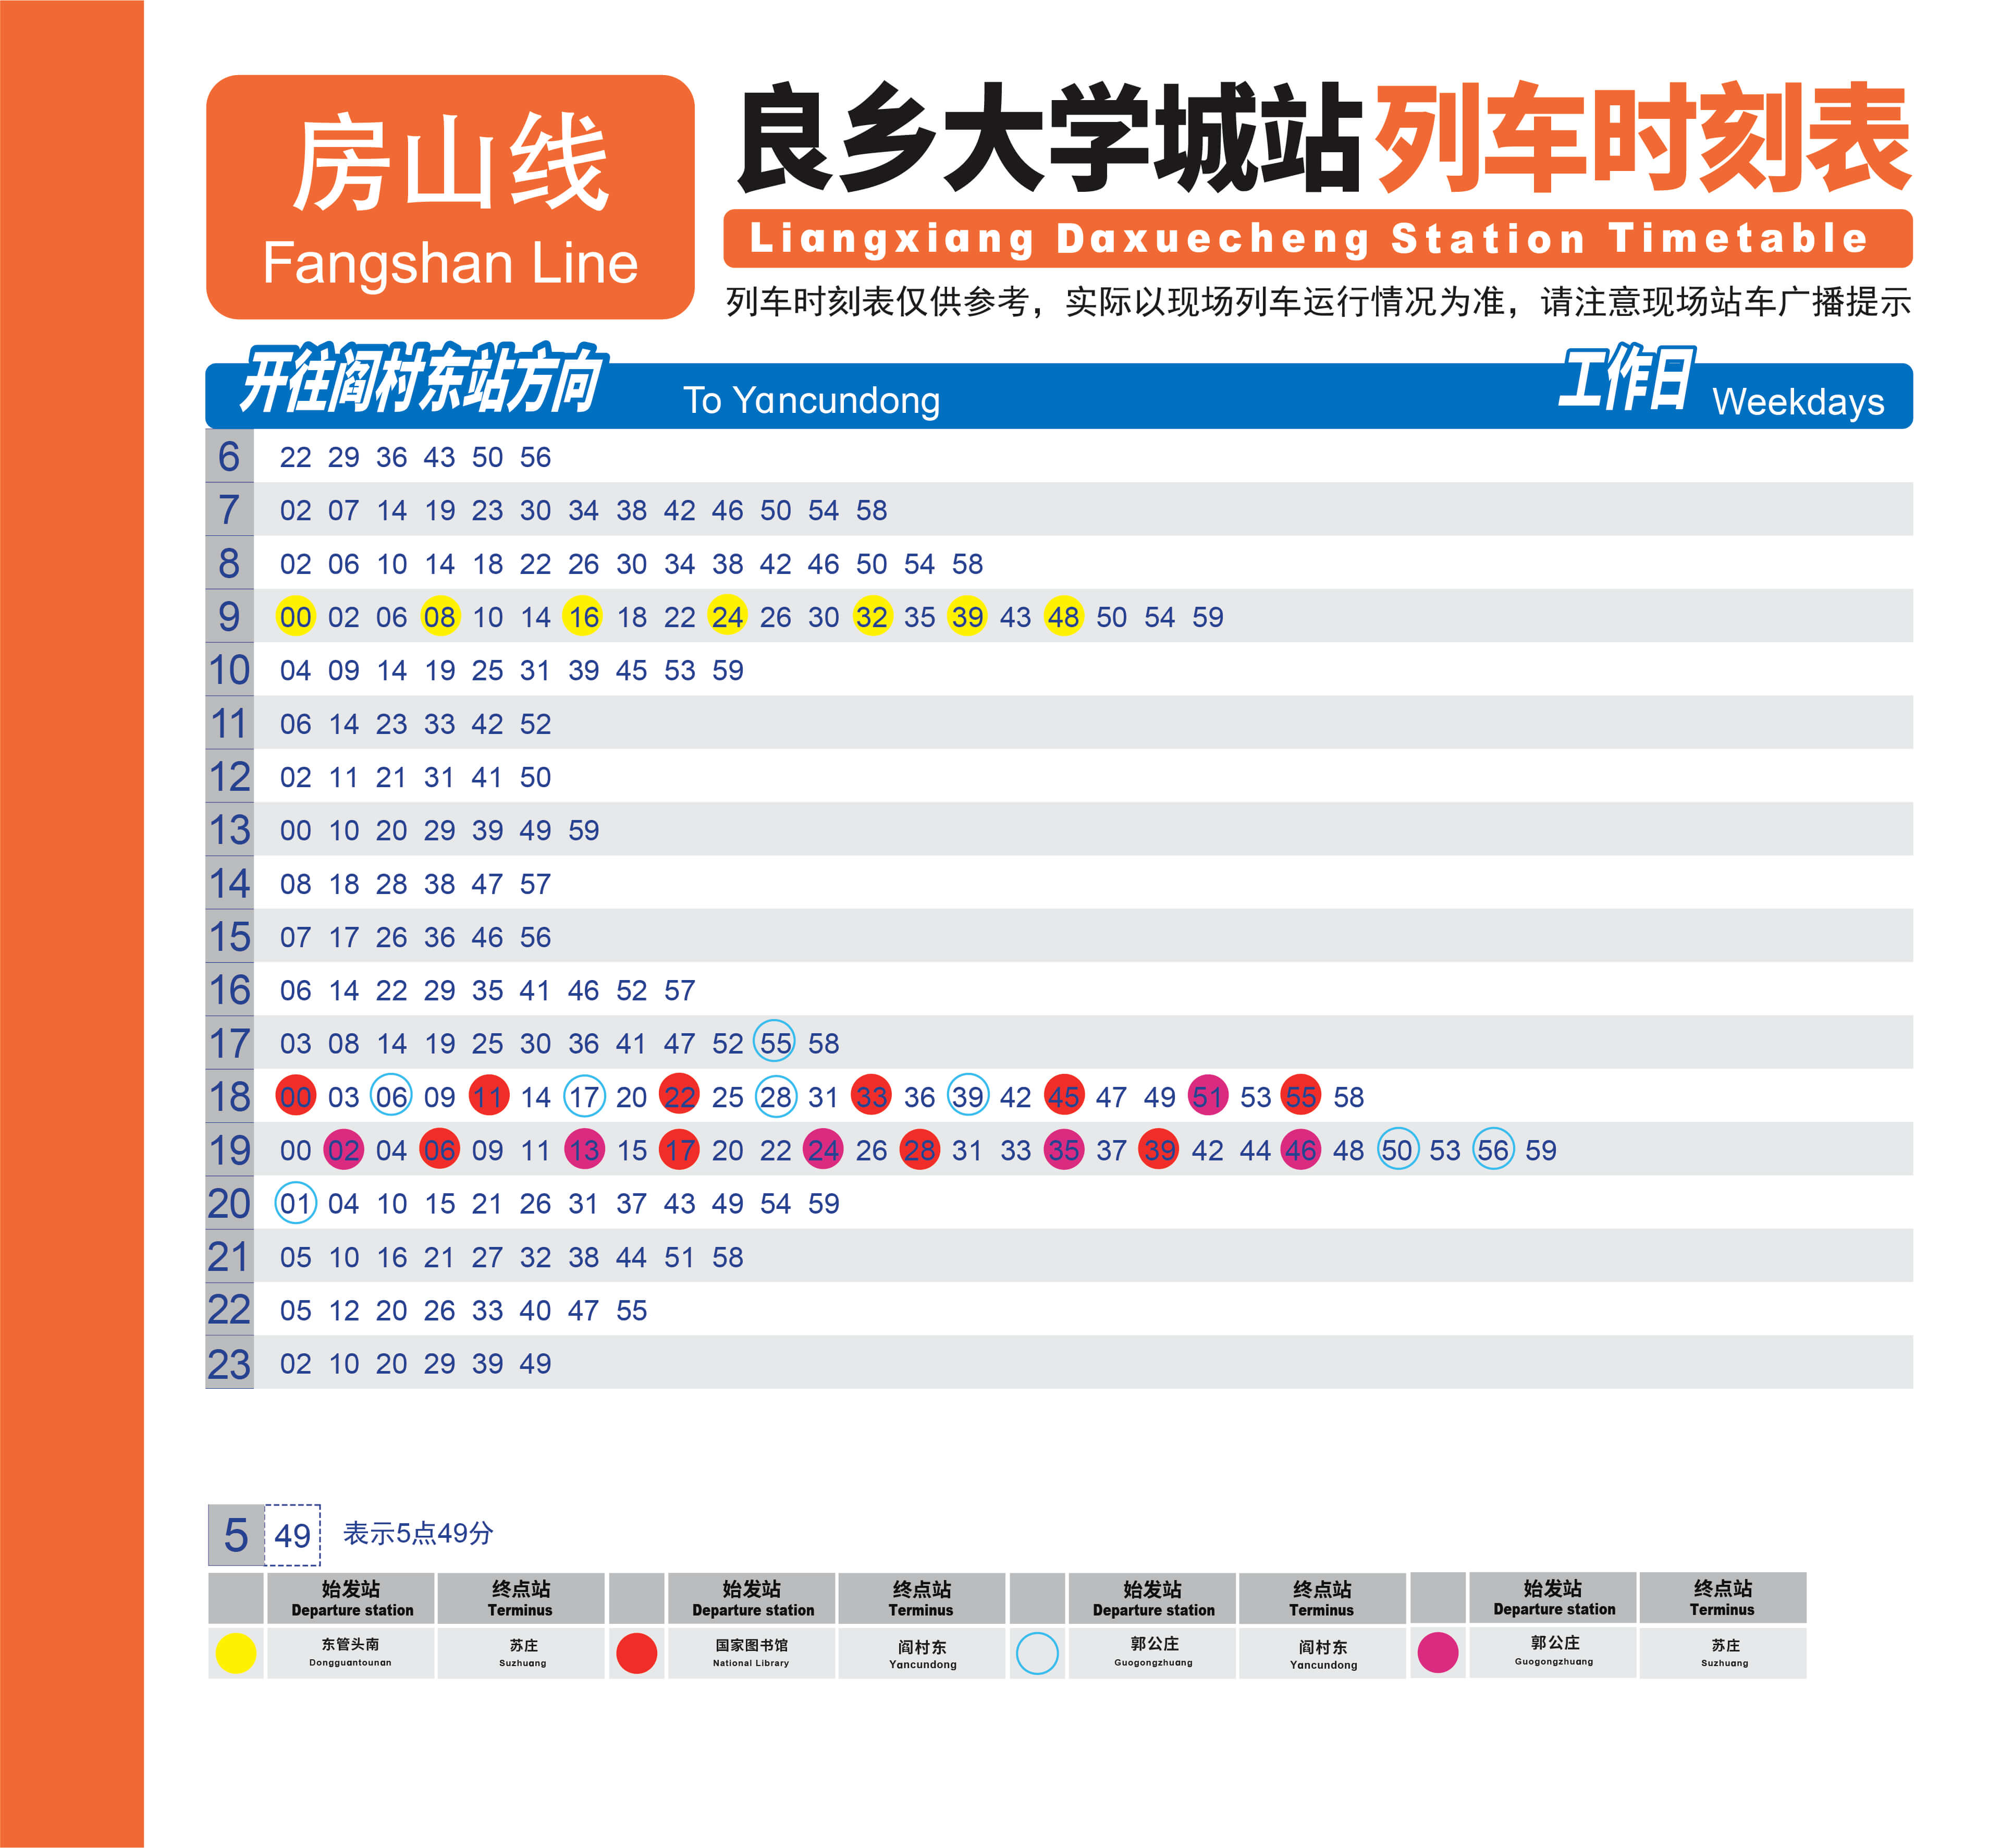 房山线
Fangshan Line
良乡大学城站列车时刻表
Liangxiang Daxuecheng Station Timetable
列车时刻表仅供参考，实际以现场列车运行情况为准，请注意现场站车广播提示
开往阎村东站方向 To Yancundong 工作日 Weekdays
6 22 29 36 43 50 56
7 02 07 14 19 23 30 34 38 42 46 50 54 58
8 02 06 10 14 18 22 26 30 34 38 42 46 50 54 58
9 00 02 06 08 10 14 16 18 22 24 26 30 32 35 39 43 48 50 54 59
10 04 09 14 19 25 31 39 45 53 59
11 06 14 23 33 42 52
12 02 11 21 31 41 50
13 00 10 20 29 39 49 59
14 08 18 28 38 47 57
15 07 17 26 36 46 56
16 06 14 22 29 35 41 46 52 57
17 03 08 14 19 25 30 36 41 47 52 55 58
18 00 03 06 09 11 14 17 20 22 25 28 31 33 36 39 42 45 47 49 51 53 55 58
19 00 02 04 06 09 11 13 15 17 20 22 24 26 28 31 33 35 37 39 42 44 46 48 50 53 56 59
20 01 04 10 15 21 26 31 37 43 49 54 59
21 05 10 16 21 27 32 38 44 51 58
22 05 12 20 26 33 40 47 55
23 02 10 20 29 39 49
5 49 表示5点49分
始发站 终点站 始发站 终点站 始发站 终点站 始发站 终点站
Departure station Terminus Departure station Terminus Departure station Terminus Departure station Terminus
东管头南 苏庄 国家图书馆 阎村东 郭公庄 阎村东 郭公庄 苏庄
Dongguantounan Suzhuang National Library Yancundong Guogongzhuang Yancundong Guogongzhuang Suzhuang